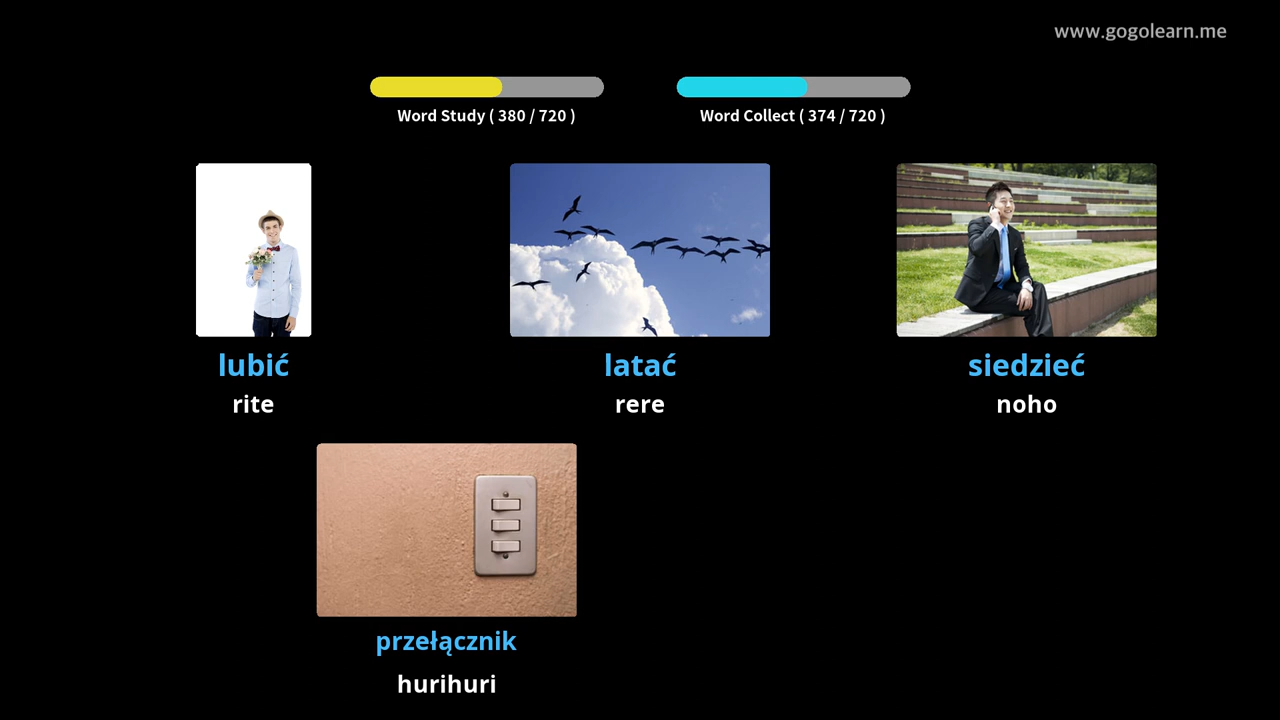 www.gogolearn.me
Word Study ( 380 / 720 )
Word Collect ( 374 / 720 )
lubić
latać
siedzieć
rite
rere
noho
przełącznik
hurihuri